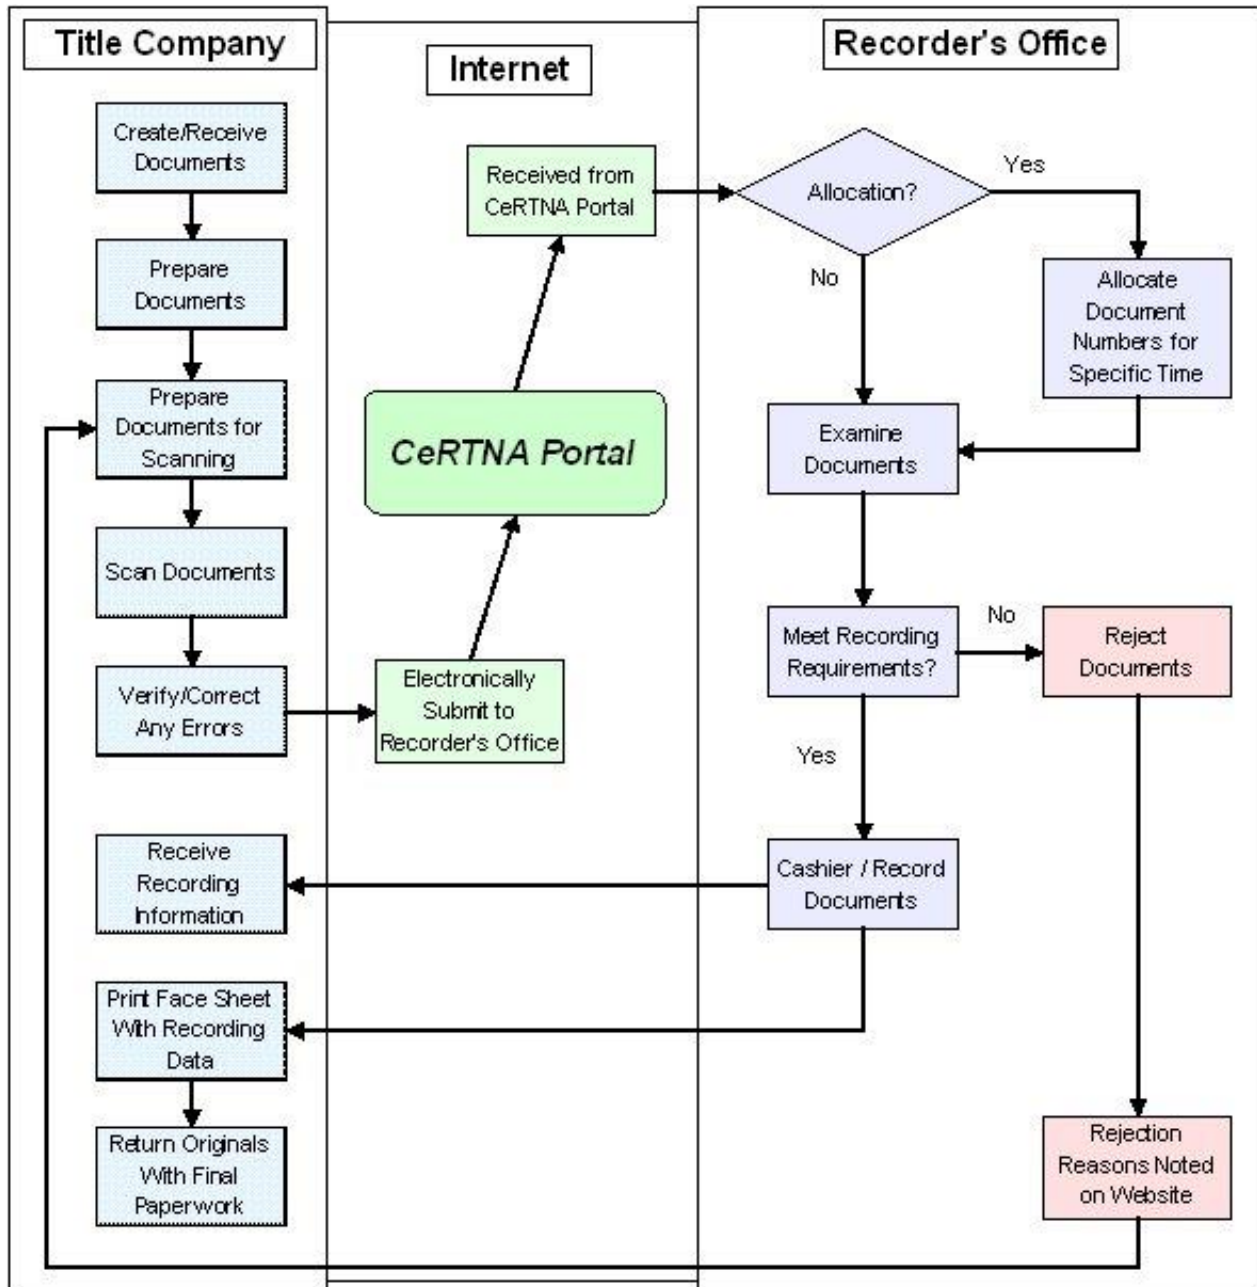 Title Company
Create/Receive
Documents
Prepare
Documents
Prepare
Documents for
Scanning
Scan Documents
Verify/Correct
Any Errors
Receive
Recording
Information
Print Face Sheet
With Recording
Data
Return Originals
With Final
Paperwork
Internet
Received from
CeRTNA Portal
CeRTNA Portal
Electronically
Submit to
Recorder's Office
Recorder's Office
Allocation?
Yes
No
Allocate
Document
Numbers for
Specific Time
Examine
Documents
Meet Recording
Requirements?
No
Reject
Documents
Yes
Cashier / Record
Documents
Rejection
Reasons Noted
on Website